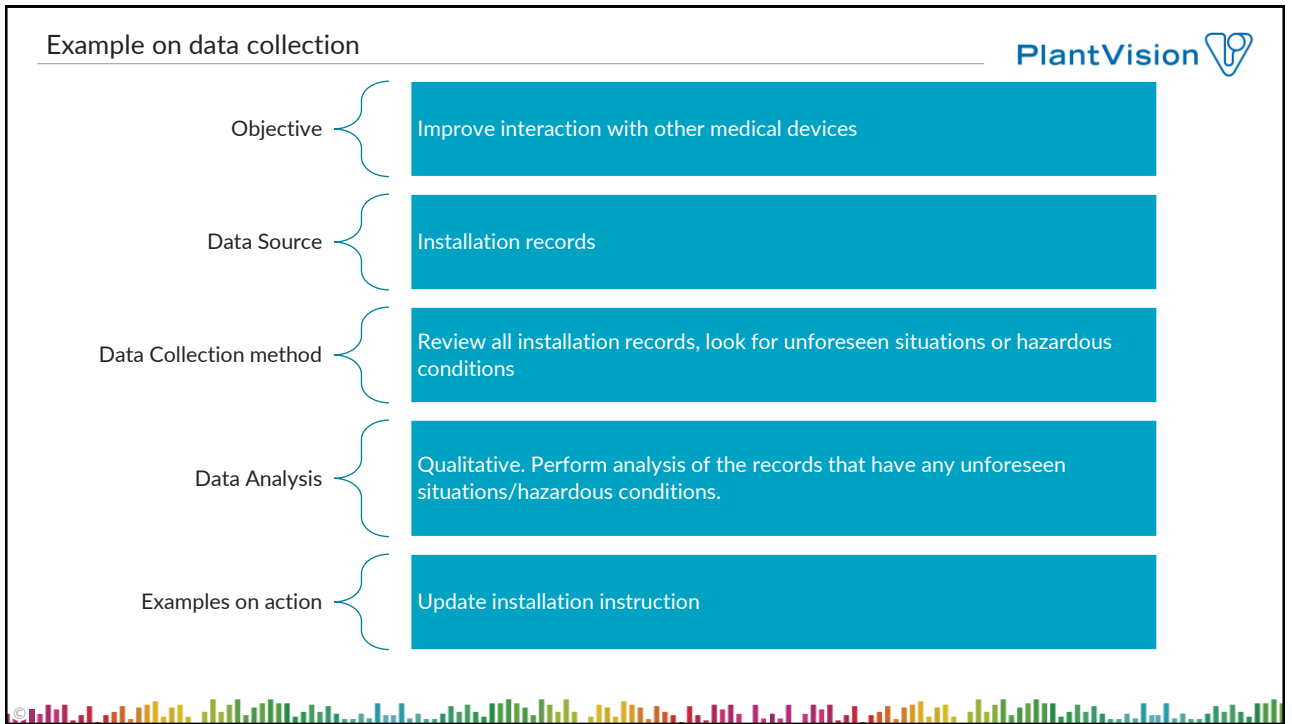 Example on data collection
PlantVision
Objective
Improve interaction with other medical devices
Data Source
Installation records
Data Collection method
Review all installation records, look for unforeseen situations or hazardous
conditions
Data Analysis
Qualitative. Perform analysis of the records that have any unforeseen
situations/hazardous conditions.
Examples on action
Update installation instruction
©